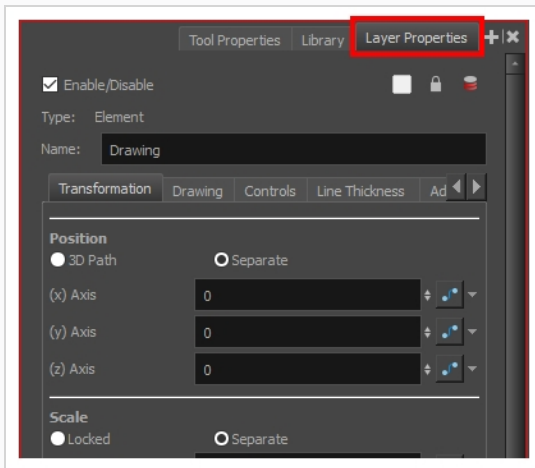 Tool Properties Library Layer Properties
Enable/Disable
Type: Element
Name: Drawing
Transformation Drawing Controls Line Thickness Ad
Position
3D Path Separate
(x) Axis 0
(y) Axis 0
(z) Axis 0
Scale
Locked Separate